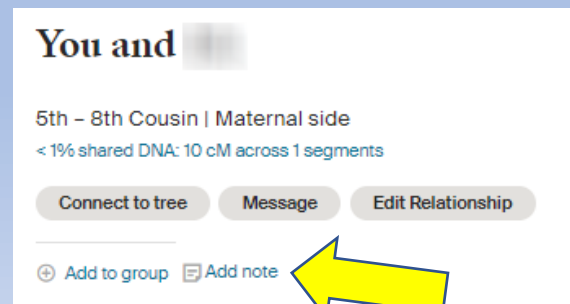 You and
5th – 8th Cousin | Maternal side
< 1% shared DNA: 10 cM across 1 segments
Connect to tree Message Edit Relationship
Add to group Add note